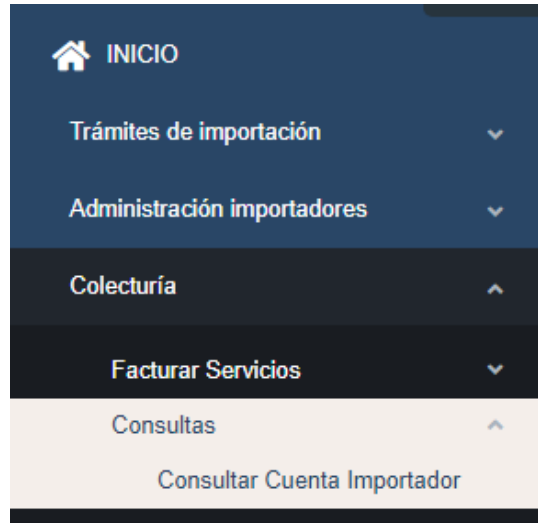 INICIO
Trámites de importación
Administración importadores
Colecturía
Facturar Servicios
Consultas
Consultar Cuenta Importador